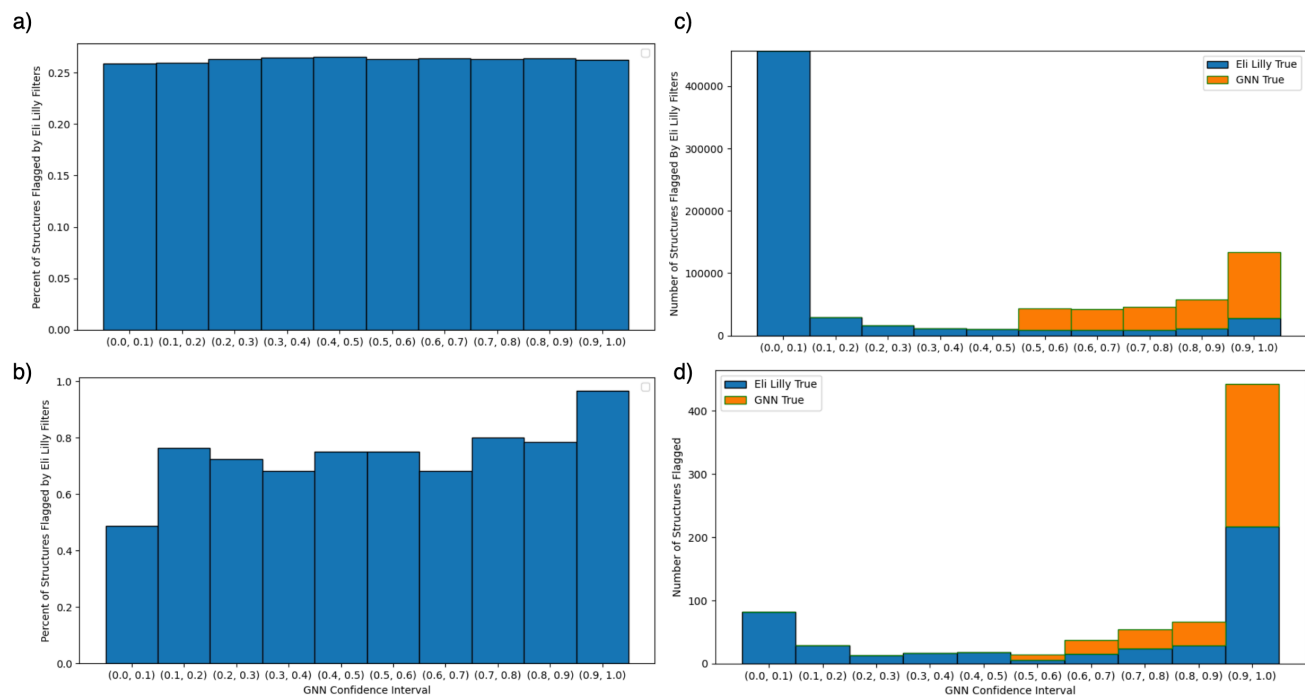 a)
Percent of Structures Flagged by Eli Lilly Filters
0.25
0.20
0.15
0.10
0.05
0.00
(0.0, 0.1) (0.1, 0.2) (0.2, 0.3) (0.3, 0.4) (0.4, 0.5) (0.5, 0.6) (0.6, 0.7) (0.7, 0.8) (0.8, 0.9) (0.9, 1.0)
b)
Percent of Structures Flagged by Eli Lilly Filters
1.0
0.8
0.6
0.4
0.2
0.0
(0.0, 0.1) (0.1, 0.2) (0.2, 0.3) (0.3, 0.4) (0.4, 0.5) (0.5, 0.6) (0.6, 0.7) (0.7, 0.8) (0.8, 0.9) (0.9, 1.0)
GNN Confidence Interval
c)
Number of Structures Flagged By Eli Lilly Filters
400000
300000
200000
100000
0
Eli Lilly True
GNN True
(0.0, 0.1) (0.1, 0.2) (0.2, 0.3) (0.3, 0.4) (0.4, 0.5) (0.5, 0.6) (0.6, 0.7) (0.7, 0.8) (0.8, 0.9) (0.9, 1.0)
d)
Number of Structures Flagged
400
300
200
100
0
Eli Lilly True
GNN True
(0.0, 0.1) (0.1, 0.2) (0.2, 0.3) (0.3, 0.4) (0.4, 0.5) (0.5, 0.6) (0.6, 0.7) (0.7, 0.8) (0.8, 0.9) (0.9, 1.0)
GNN Confidence Interval